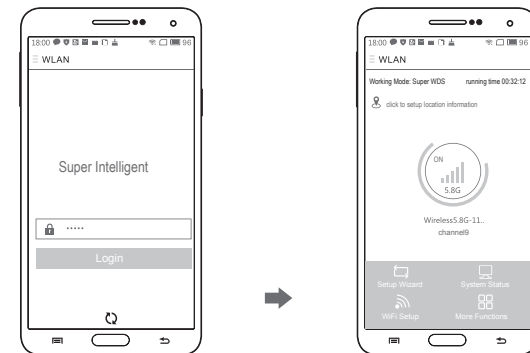 18:00 96
WLAN
Super Intelligent
•••••
Login
18:00 96
WLAN
Working Mode: Super WDS running time 00:32:12
click to setup location information
ON
5.8G
Wireless5.8G-11..
channel9
Setup Wizard System Status
WiFi Setup More Functions